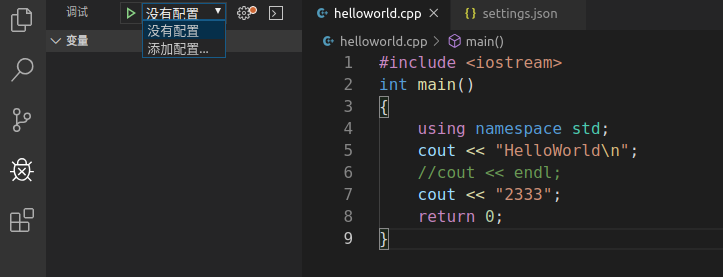 调试
没有配置
没有配置
添加配置...
变量
helloworld.cpp
settings.json
helloworld.cpp > main()
1 #include <iostream>
2 int main()
3 {
4 using namespace std;
5 cout << "HelloWorld\n";
6 //cout << endl;
7 cout << "2333";
8 return 0;
9 }